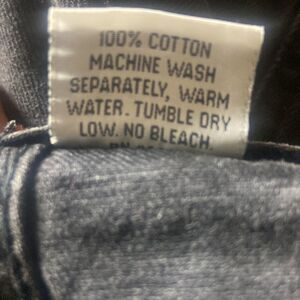 100% COTTON
MACHINE WASH
SEPARATELY, WARM
WATER. TUMBLE DRY
LOW. NO BLEACH.